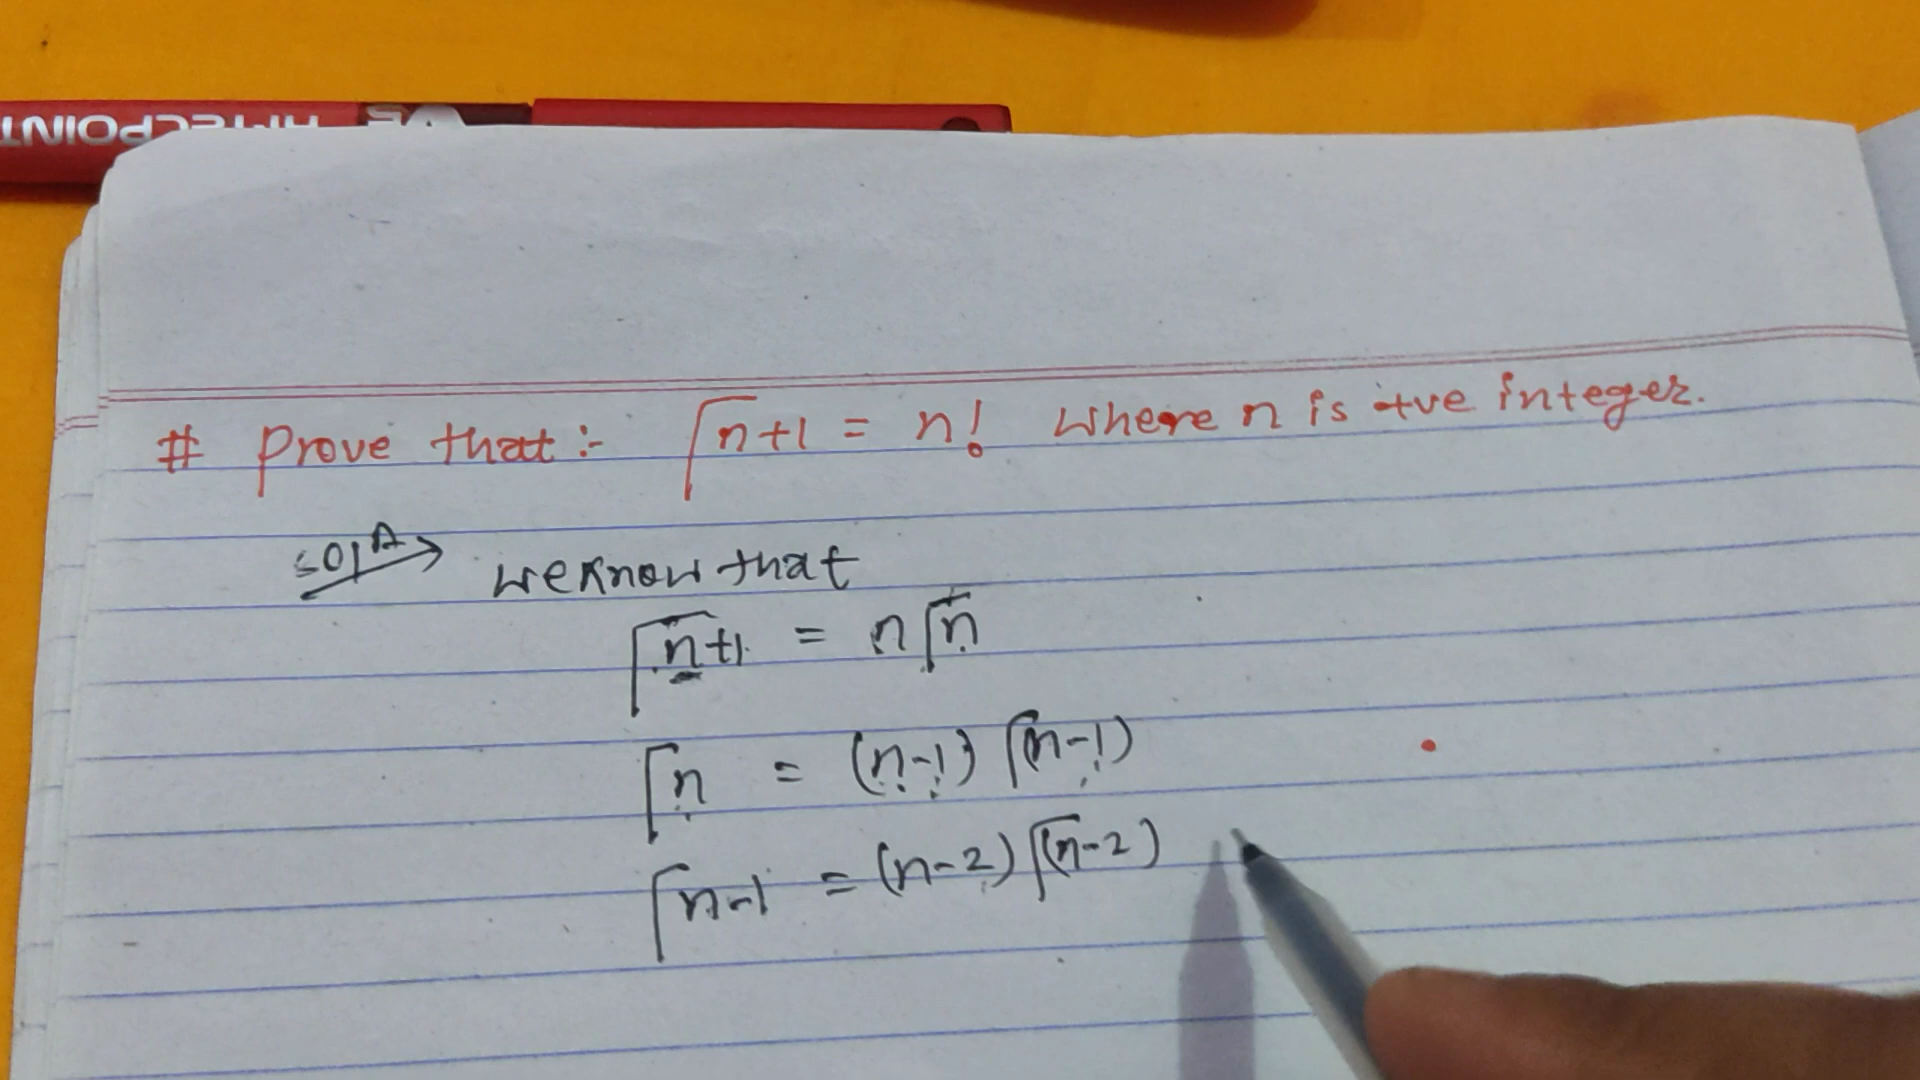 # Prove that :- Γn+1 = n! where n is +ve integer.
we know that
Γn+1 = n Γn
Γn = (n-1) Γ(n-1)
Γn-1 = (n-2) Γ(n-2)